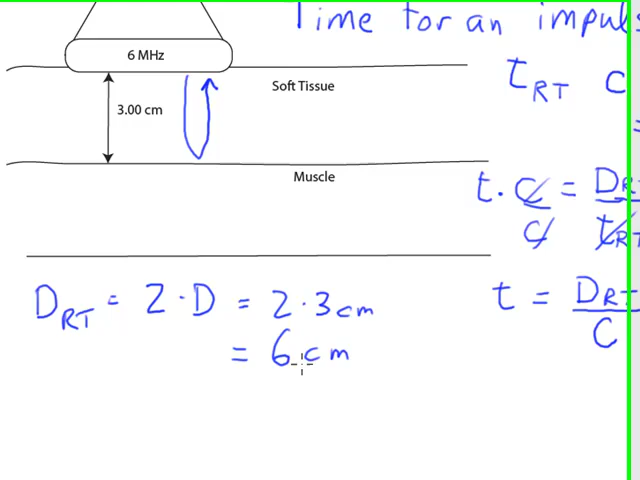 Time for an impuls
6 MHz
Soft Tissue
t_RT C
3.00 cm
=
Muscle
t · c = D_R
c t_RT
D_RT = 2 · D = 2 · 3 cm
t = D_RT
C
= 6 cm